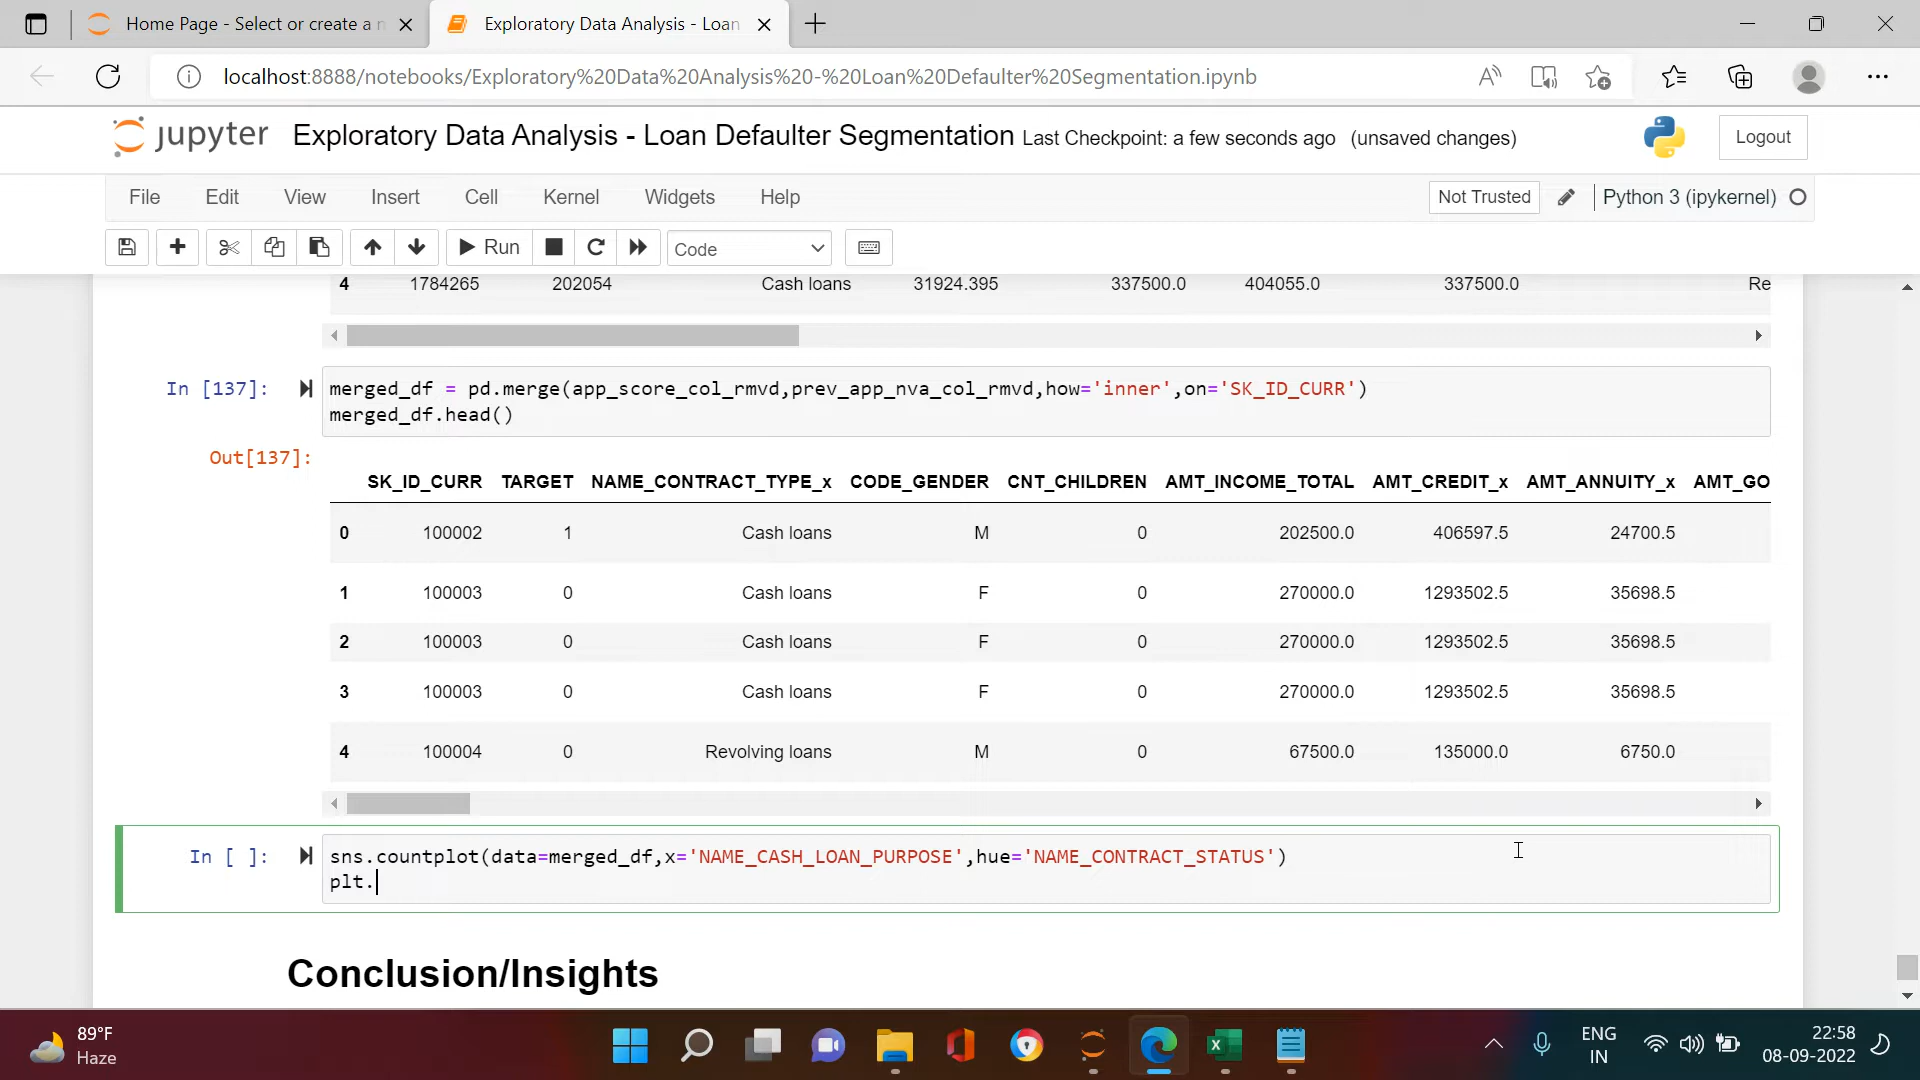 Home Page - Select or create a n
Exploratory Data Analysis - Loan
localhost:8888/notebooks/Exploratory%20Data%20Analysis%20-%20Loan%20Defaulter%20Segmentation.ipynb
jupyter Exploratory Data Analysis - Loan Defaulter Segmentation Last Checkpoint: a few seconds ago (unsaved changes) Logout
File Edit View Insert Cell Kernel Widgets Help Not Trusted Python 3 (ipykernel)
Run Code
4 1784265 202054 Cash loans 31924.395 337500.0 404055.0 337500.0 Re
In [137]: merged_df = pd.merge(app_score_col_rmvd,prev_app_nva_col_rmvd,how='inner',on='SK_ID_CURR')
merged_df.head()
Out[137]:
SK_ID_CURR TARGET NAME_CONTRACT_TYPE_x CODE_GENDER CNT_CHILDREN AMT_INCOME_TOTAL AMT_CREDIT_x AMT_ANNUITY_x AMT_GO
0 100002 1 Cash loans M 0 202500.0 406597.5 24700.5
1 100003 0 Cash loans F 0 270000.0 1293502.5 35698.5
2 100003 0 Cash loans F 0 270000.0 1293502.5 35698.5
3 100003 0 Cash loans F 0 270000.0 1293502.5 35698.5
4 100004 0 Revolving loans M 0 67500.0 135000.0 6750.0
In [ ]: sns.countplot(data=merged_df,x='NAME_CASH_LOAN_PURPOSE',hue='NAME_CONTRACT_STATUS')
plt.
Conclusion/Insights
89°F
Haze
ENG
IN
22:58
08-09-2022